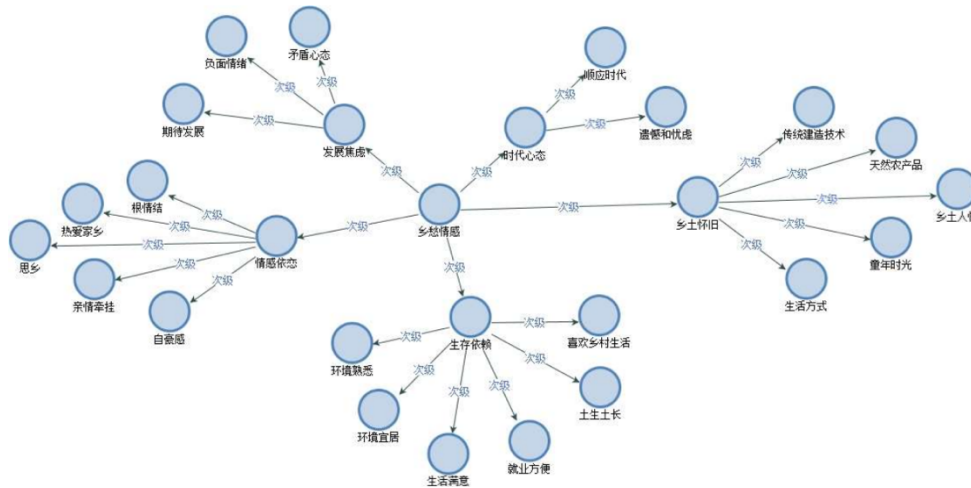 矛盾心态
负面情绪
次级
次级
顺应时代
期待发展
次级
次级
发展焦虑
次级
时代心态
遗憾和忧虑
传统建造技术
次级
次级
天然农产品
次级
次级
根情结
热爱家乡
次级
次级
思乡
次级
情感依恋
次级
乡愁情感
次级
乡土怀旧
次级
乡土人
次级
童年时光
次级
生活方式
亲情牵挂
次级
自豪感
次级
次级
生存依赖
次级
喜欢乡村生活
环境熟悉
次级
次级
土生土长
环境宜居
次级
次级
次级
生活满意
就业方便